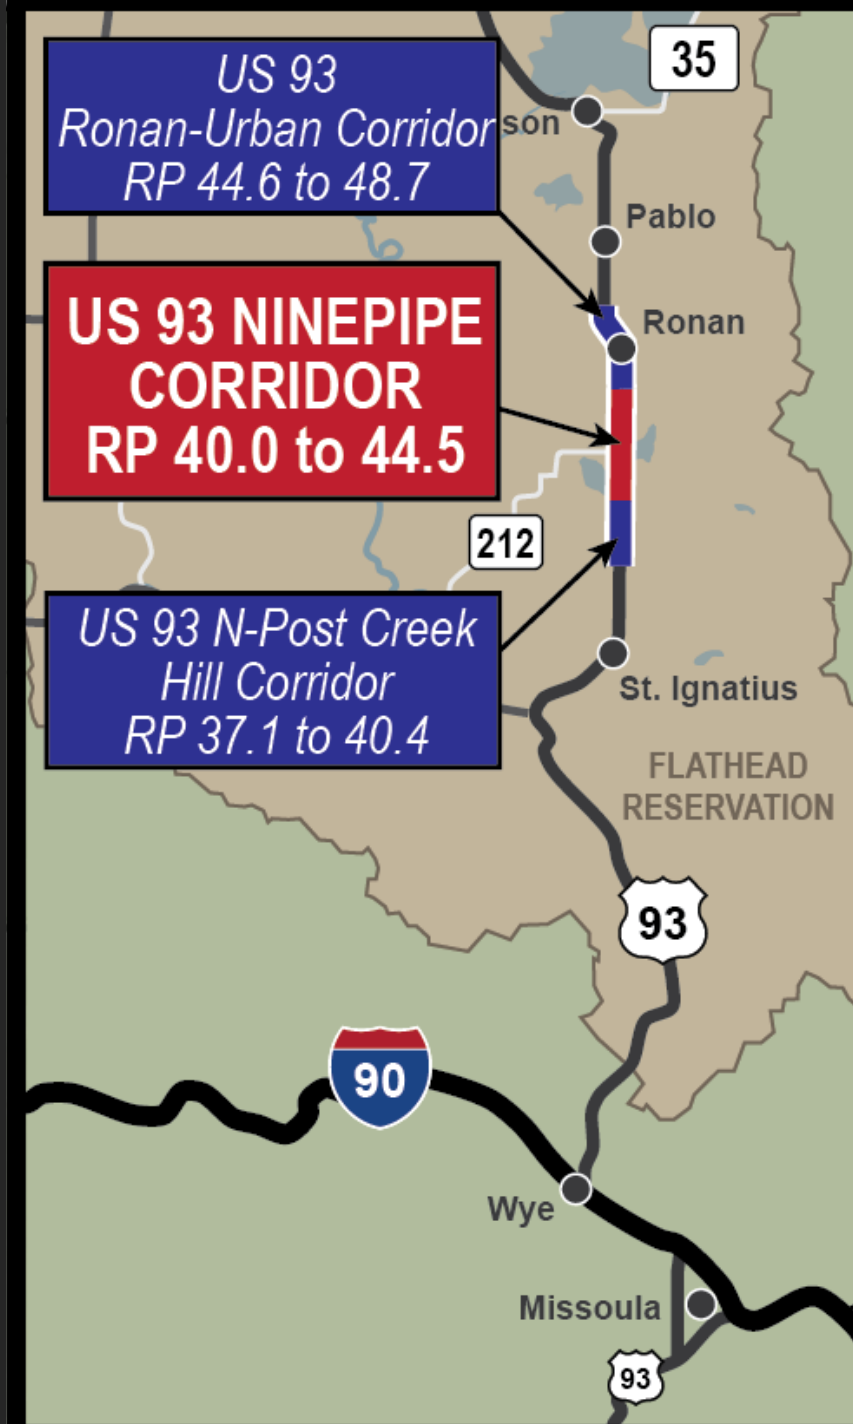 US 93
Ronan-Urban Corridor
RP 44.6 to 48.7
35
son
Pablo
US 93 NINEPIPE
CORRIDOR
RP 40.0 to 44.5
Ronan
212
US 93 N-Post Creek
Hill Corridor
RP 37.1 to 40.4
St. Ignatius
FLATHEAD
RESERVATION
93
90
Wye
Missoula
93